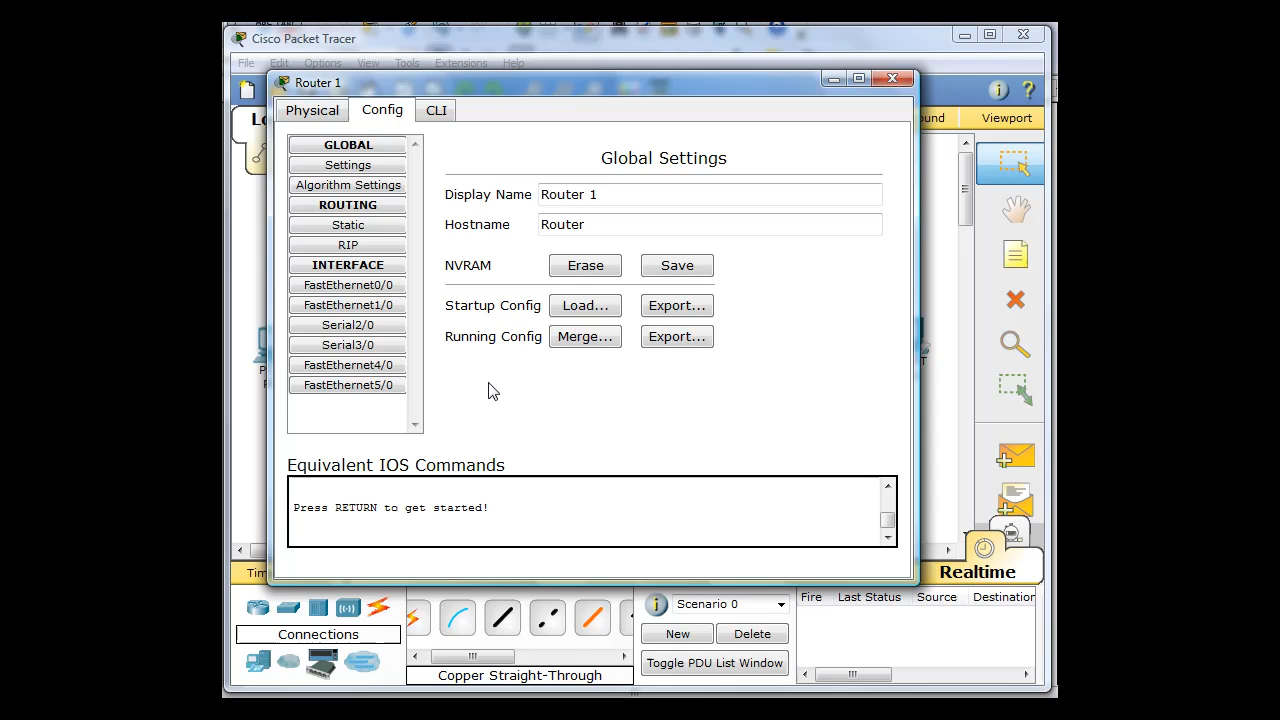 Cisco Packet Tracer
File Edit Options View Tools Extensions Help
Router 1
Physical Config CLI
Viewport
GLOBAL
Settings
Algorithm Settings
ROUTING
Static
RIP
INTERFACE
FastEthernet0/0
FastEthernet1/0
Serial2/0
Serial3/0
FastEthernet4/0
FastEthernet5/0
Global Settings
Display Name Router 1
Hostname Router
NVRAM Erase Save
Startup Config Load... Export...
Running Config Merge... Export...
Equivalent IOS Commands
Press RETURN to get started!
Realtime
Connections
Copper Straight-Through
Scenario 0
New Delete
Toggle PDU List Window
Fire Last Status Source Destination